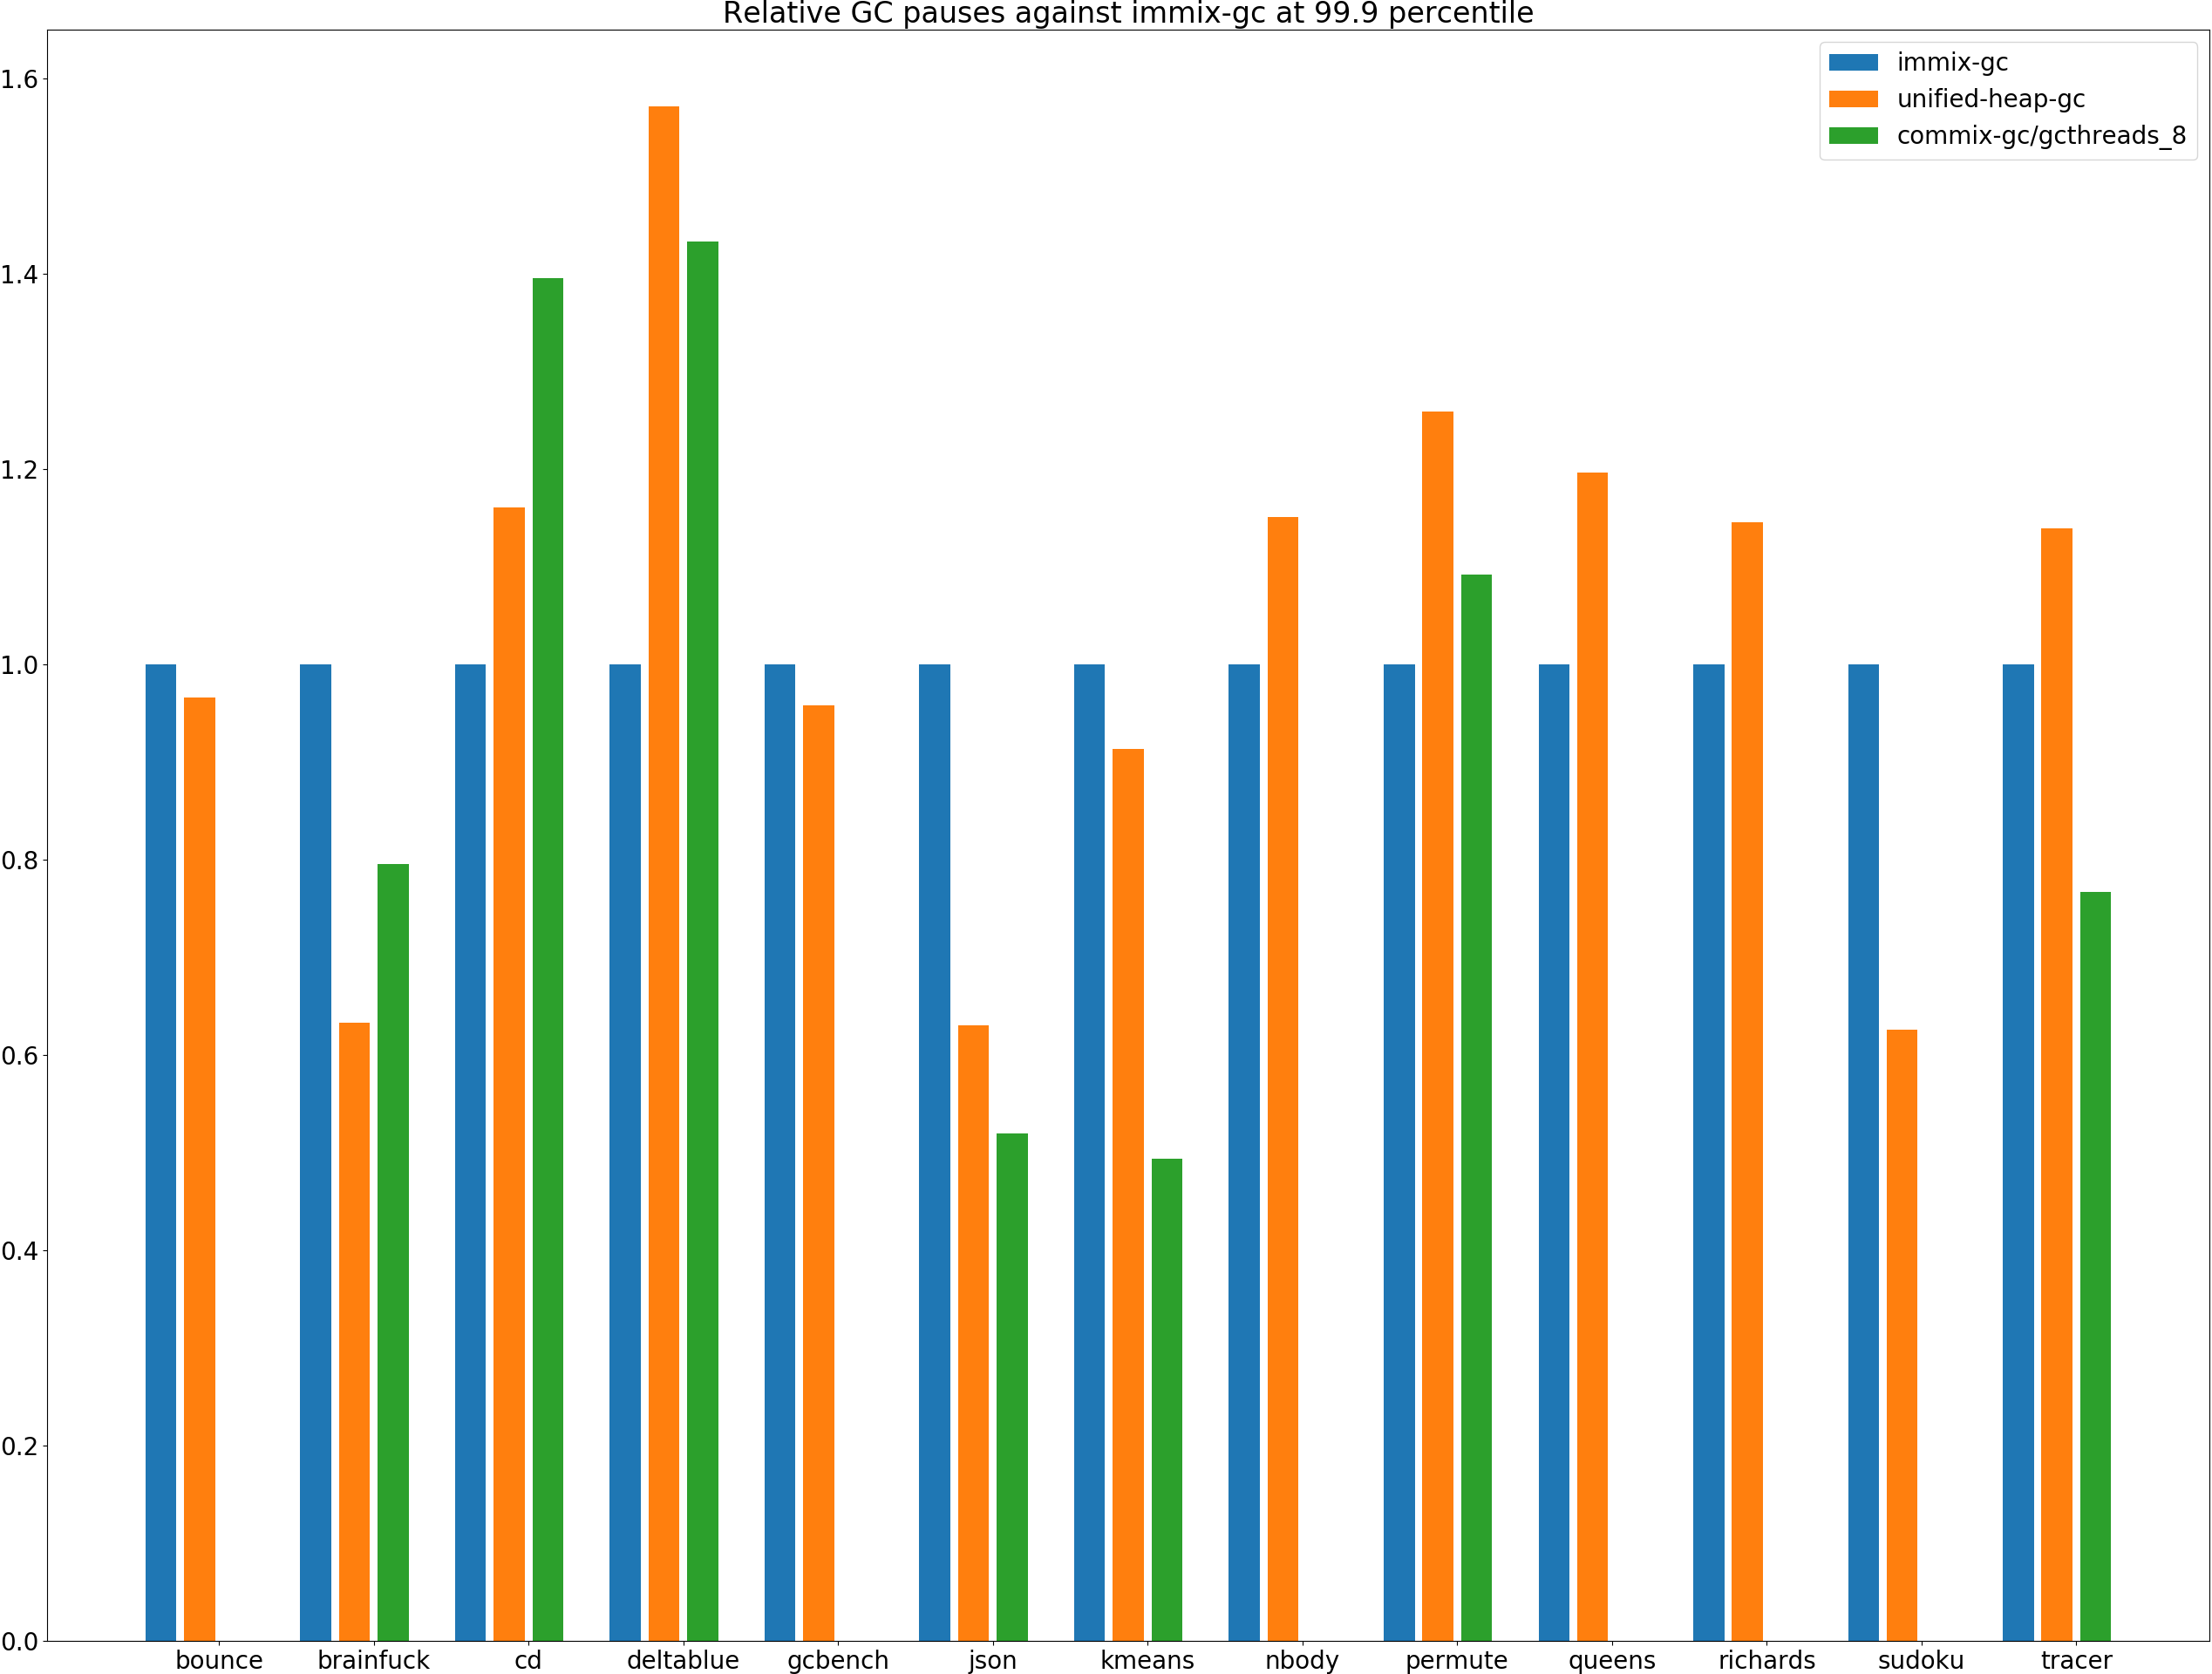 Relative GC pauses against immix-gc at 99.9 percentile
immix-gc
unified-heap-gc
commix-gc/gcthreads_8
1.6
1.4
1.2
1.0
0.8
0.6
0.4
0.2
0.0
bounce brainfuck cd deltablue gcbench json kmeans nbody permute queens richards sudoku tracer